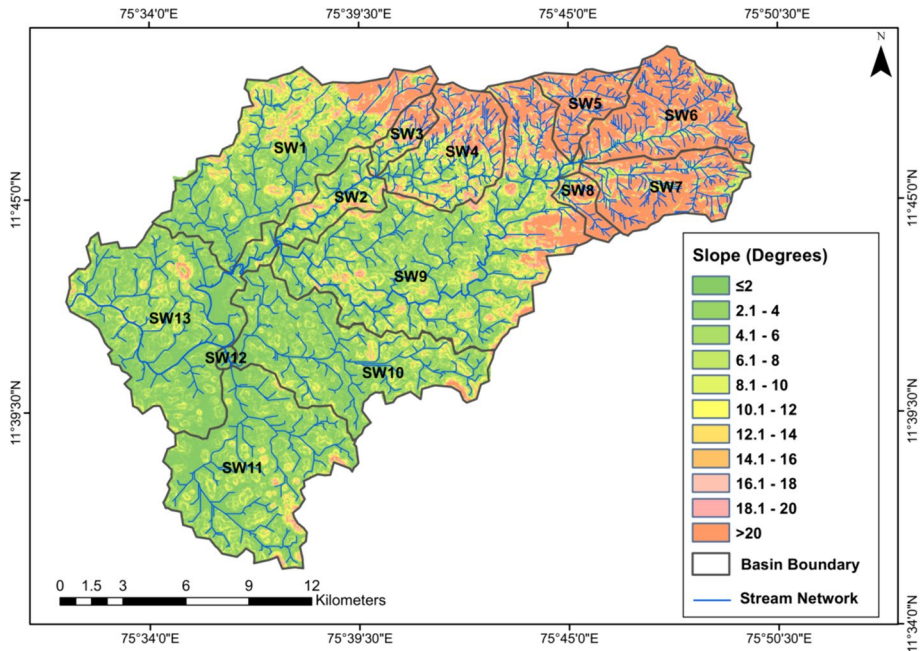 75°34'0"E 75°39'30"E 75°45'0"E 75°50'30"E
N
SW5
SW6
SW3
SW1
SW4
SW8
SW7
SW2
11°45'0"N 11°45'0"N
Slope (Degrees)
≤2
2.1 - 4
4.1 - 6
6.1 - 8
8.1 - 10
10.1 - 12
12.1 - 14
14.1 - 16
16.1 - 18
18.1 - 20
>20
Basin Boundary
Stream Network
SW9
SW13
SW12
SW10
11°39'30"N 11°39'30"N
SW11
0 1.5 3 6 9 12
Kilometers
11°34'0"N
75°34'0"E 75°39'30"E 75°45'0"E 75°50'30"E